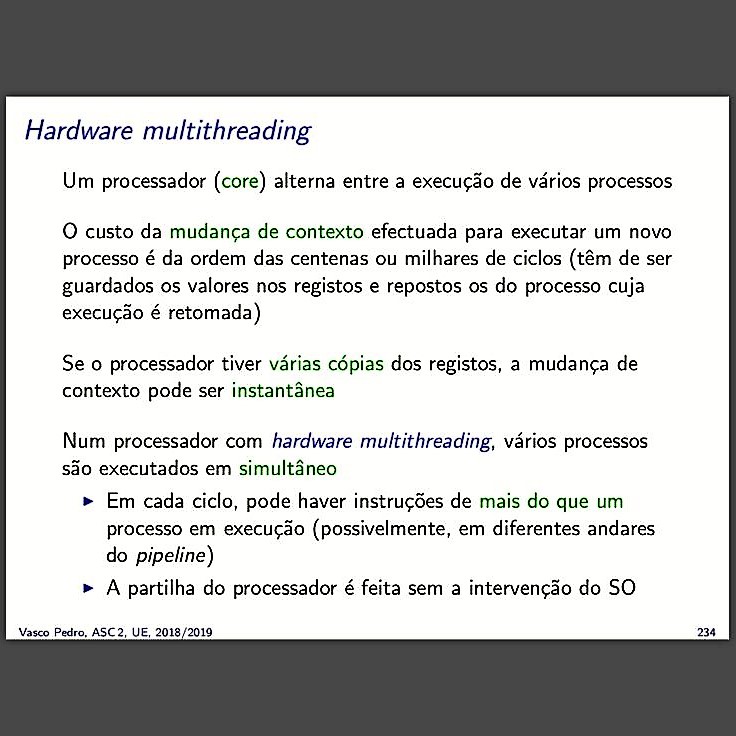 Hardware multithreading
Um processador (core) alterna entre a execução de vários processos
O custo da mudança de contexto efectuada para executar um novo
processo é da ordem das centenas ou milhares de ciclos (têm de ser
guardados os valores nos registos e repostos os do processo cuja
execução é retomada)
Se o processador tiver várias cópias dos registos, a mudança de
contexto pode ser instantânea
Num processador com hardware multithreading, vários processos
são executados em simultâneo
▶ Em cada ciclo, pode haver instruções de mais do que um
processo em execução (possivelmente, em diferentes andares
do pipeline)
▶ A partilha do processador é feita sem a intervenção do SO
Vasco Pedro, ASC 2, UE, 2018/2019 234